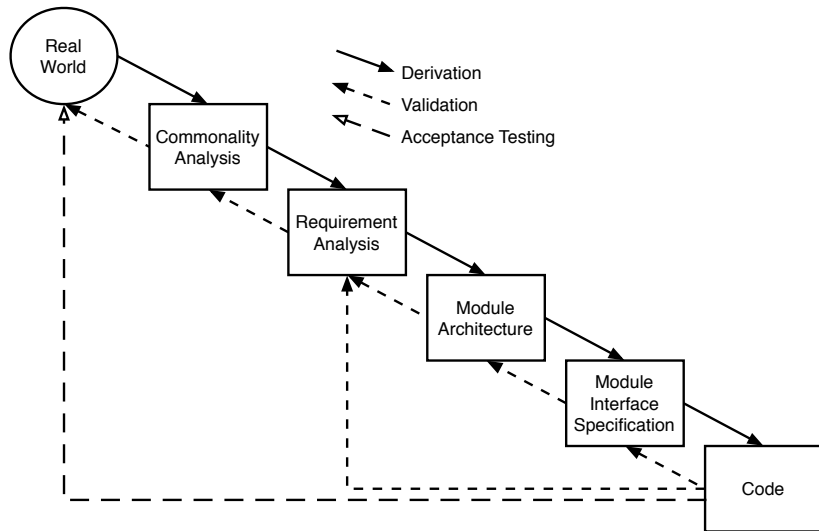 Real
World
Derivation
Validation
Acceptance Testing
Commonality
Analysis
Requirement
Analysis
Module
Architecture
Module
Interface
Specification
Code